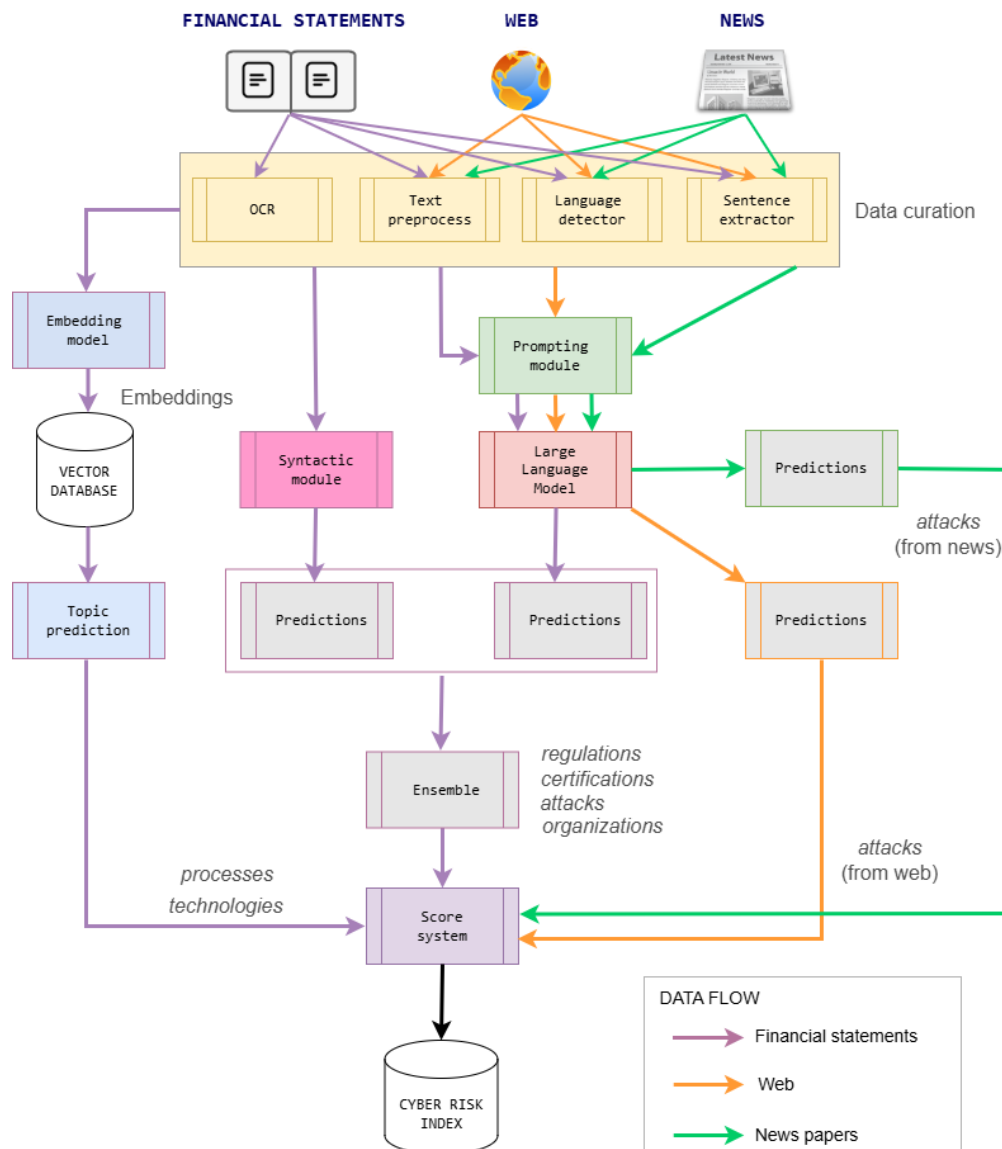 FINANCIAL STATEMENTS
WEB
NEWS
Latest News
OCR
Text
preprocess
Language
detector
Sentence
extractor
Data curation
Embedding
model
Prompting
module
Embeddings
VECTOR
DATABASE
Syntactic
module
Large
Language
Model
Predictions
attacks
(from news)
Topic
prediction
Predictions
Predictions
Predictions
Ensemble
regulations
certifications
attacks
organizations
attacks
(from web)
processes
technologies
Score
system
CYBER RISK
INDEX
DATA FLOW
Financial statements
Web
News papers